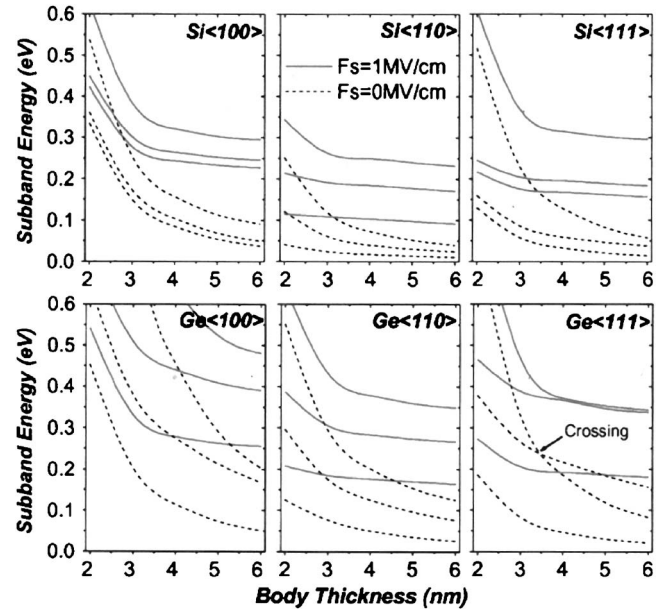 Subband Energy (eV)
0.6
0.5
0.4
0.3
0.2
0.1
0.0
Si<100>
2 3 4 5 6
Si<110>
Fs=1MV/cm
Fs=0MV/cm
2 3 4 5 6
Si<111>
2 3 4 5 6
Subband Energy (eV)
0.6
0.5
0.4
0.3
0.2
0.1
0.0
Ge<100>
2 3 4 5 6
Ge<110>
2 3 4 5 6
Ge<111>
Crossing
2 3 4 5 6
Body Thickness (nm)